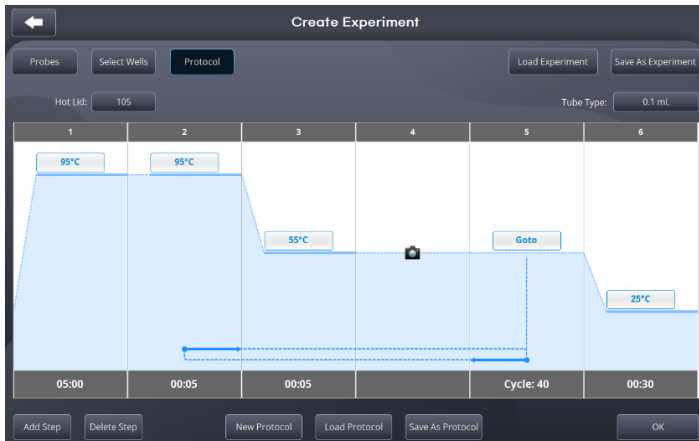 Create Experiment
Probes Select Wells Protocol Load Experiment Save As Experiment
Hot Lid: 105 Tube Type: 0.1 mL
1 2 3 4 5 6
95°C 95°C
55°C Goto
25°C
05:00 00:05 00:05 Cycle: 40 00:30
Add Step Delete Step New Protocol Load Protocol Save As Protocol OK